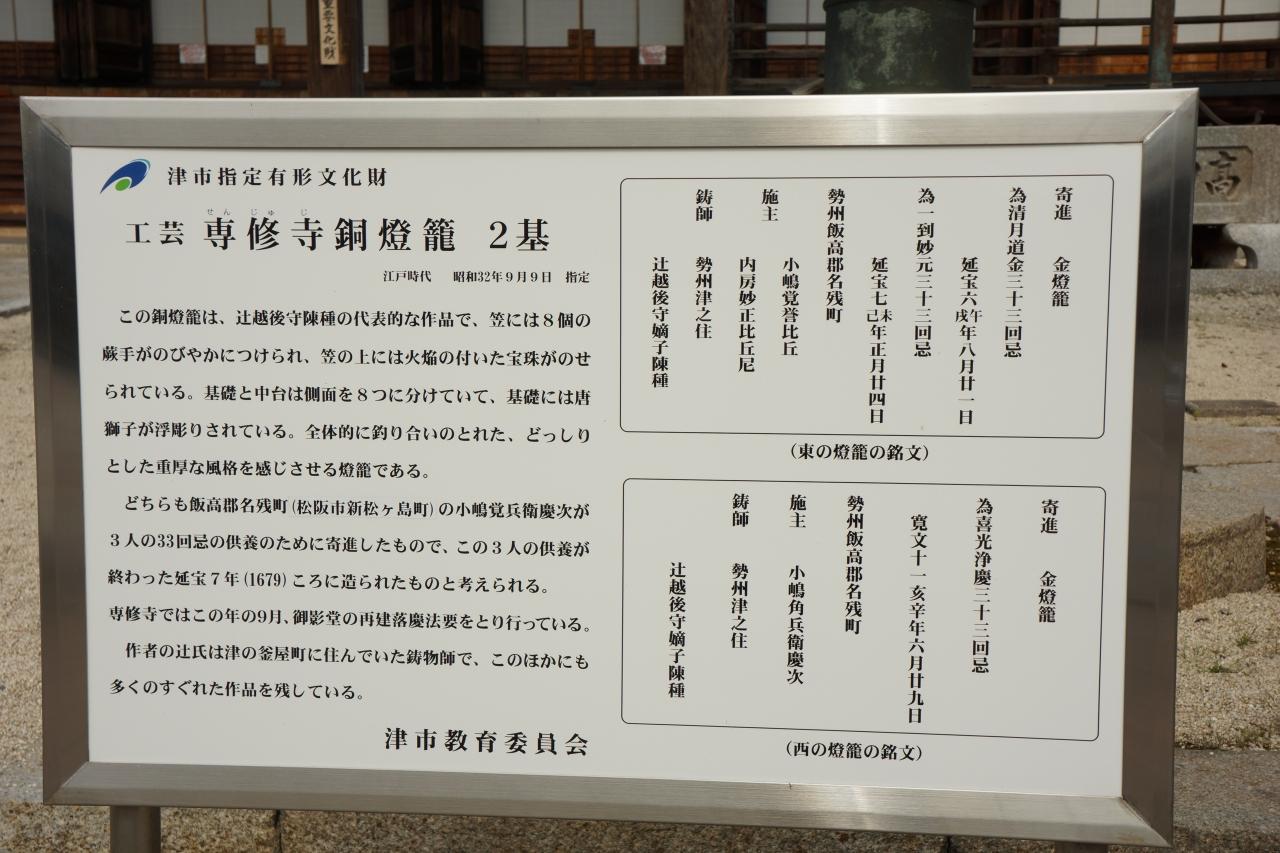 重要文化財
高
津市指定有形文化財
せんじゅじ
工芸 専修寺銅燈籠 2基
江戸時代 昭和32年9月9日 指定
この銅燈籠は、辻越後守陳種の代表的な作品で、笠には8個の
蕨手がのびやかにつけられ、笠の上には火焔の付いた宝珠がのせ
られている。基礎と中台は側面を8つに分けていて、基礎には唐
獅子が浮彫りされている。全体的に釣り合いのとれた、どっしり
とした重厚な風格を感じさせる燈籠である。
どちらも飯高郡名残町(松阪市新松ヶ島町)の小嶋覚兵衛慶次が
3人の33回忌の供養のために寄進したもので、この3人の供養が
終わった延宝7年(1679)ころに造られたものと考えられる。
専修寺ではこの年の9月、御影堂の再建落慶法要をとり行っている。
作者の辻氏は津の釜屋町に住んでいた鋳物師で、このほかにも
多くのすぐれた作品を残している。
津市教育委員会
寄進 金燈籠
為清月道金三十三回忌
延宝六戌午年八月廿一日
為一到妙元三十三回忌
延宝七己未年正月廿四日
勢州飯高郡名残町
施主 小嶋覚誉比丘
内房妙正比丘尼
鋳師 勢州津之住
辻越後守嫡子陳種
(東の燈籠の銘文)
寄進 金燈籠
為喜光浄慶三十三回忌
寛文十一亥辛年六月廿九日
勢州飯高郡名残町
施主 小嶋角兵衛慶次
鋳師 勢州津之住
辻越後守嫡子陳種
(西の燈籠の銘文)